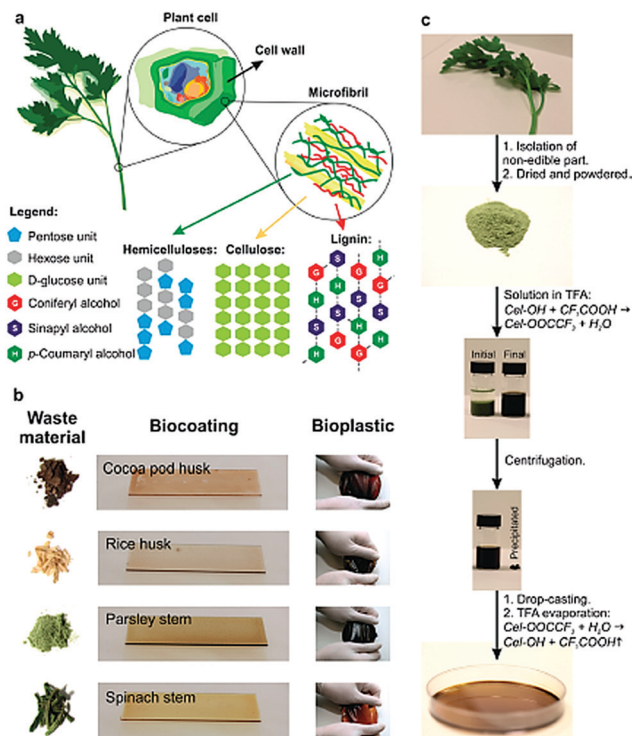 a
Plant cell
Cell wall
Microfibril
Legend:
Pentose unit
Hexose unit
D-glucose unit
G Coniferyl alcohol
S Sinapyl alcohol
H p-Coumaryl alcohol
Hemicelluloses:
Cellulose:
Lignin:
S H
G G
H H
S S
H G
S S
G H
b
Waste
material
Biocoating
Bioplastic
Cocoa pod husk
Rice husk
Parsley stem
Spinach stem
c
1. Isolation of
non-edible part.
2. Dried and powdered.
Solution in TFA:
Cel-OH + CF₃COOH →
Cel-OOCCF₃ + H₂O
Initial Final
Centrifugation.
Precipitated
1. Drop-casting.
2. TFA evaporation:
Cel-OOCCF₃ + H₂O →
Cel-OH + CF₃COOH↑